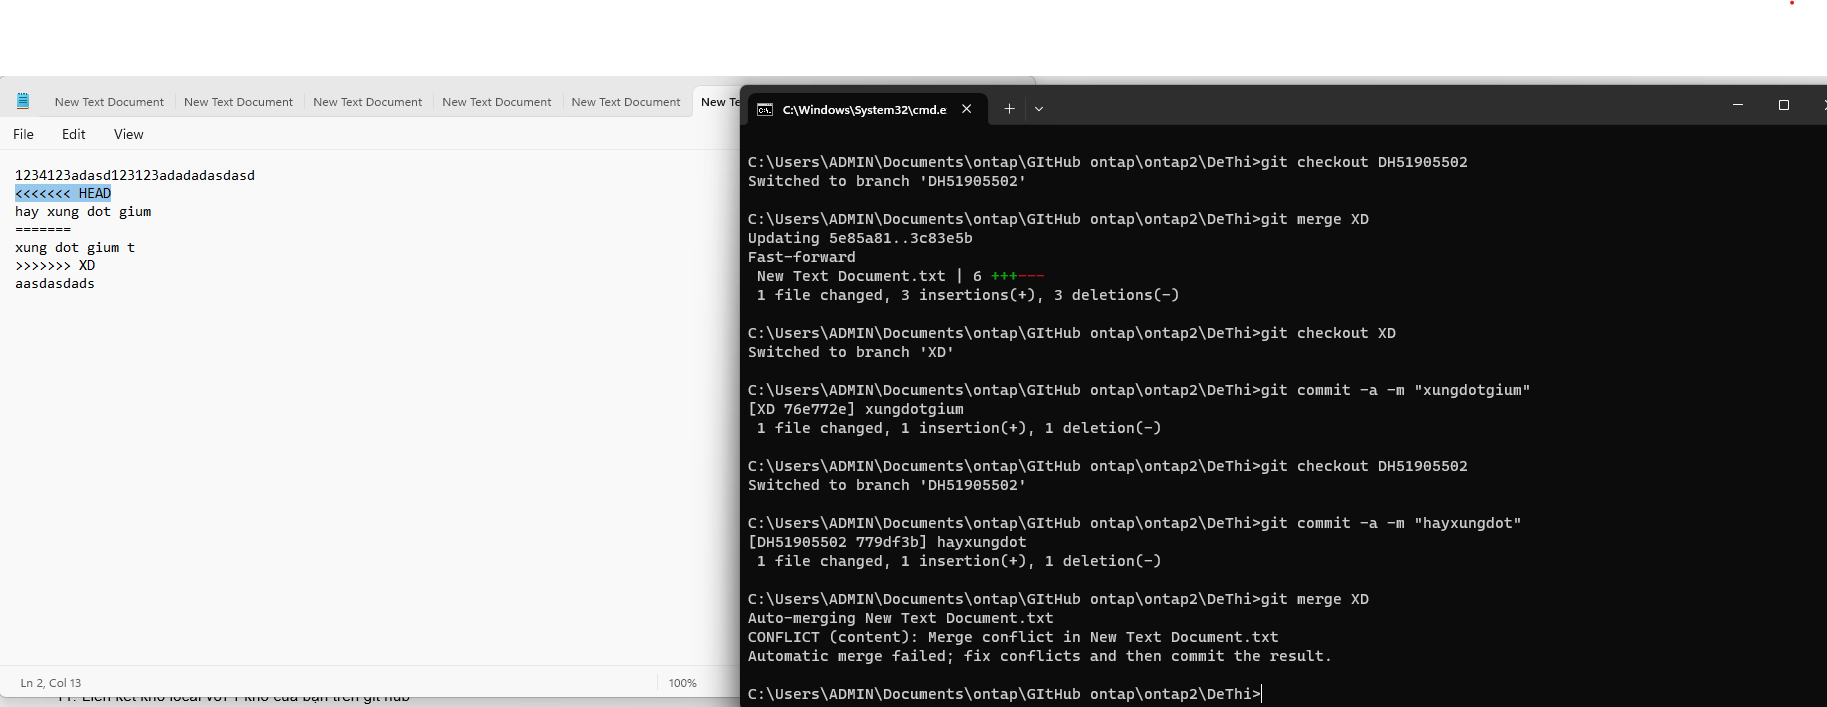 New Text Document New Text Document New Text Document New Text Document New Text Document New Te
File Edit View
1234123adasd123123adadadasdasd
<<<<<<< HEAD
hay xung dot gium
=======
xung dot gium t
>>>>>>> XD
aasdasdads
Ln 2, Col 13 100%
C:\Windows\System32\cmd.e
C:\Users\ADMIN\Documents\ontap\GItHub ontap\ontap2\DeThi>git checkout DH51905502
Switched to branch 'DH51905502'
C:\Users\ADMIN\Documents\ontap\GItHub ontap\ontap2\DeThi>git merge XD
Updating 5e85a81..3c83e5b
Fast-forward
 New Text Document.txt | 6 +++---
 1 file changed, 3 insertions(+), 3 deletions(-)
C:\Users\ADMIN\Documents\ontap\GItHub ontap\ontap2\DeThi>git checkout XD
Switched to branch 'XD'
C:\Users\ADMIN\Documents\ontap\GItHub ontap\ontap2\DeThi>git commit -a -m "xungdotgium"
[XD 76e772e] xungdotgium
 1 file changed, 1 insertion(+), 1 deletion(-)
C:\Users\ADMIN\Documents\ontap\GItHub ontap\ontap2\DeThi>git checkout DH51905502
Switched to branch 'DH51905502'
C:\Users\ADMIN\Documents\ontap\GItHub ontap\ontap2\DeThi>git commit -a -m "hayxungdot"
[DH51905502 779df3b] hayxungdot
 1 file changed, 1 insertion(+), 1 deletion(-)
C:\Users\ADMIN\Documents\ontap\GItHub ontap\ontap2\DeThi>git merge XD
Auto-merging New Text Document.txt
CONFLICT (content): Merge conflict in New Text Document.txt
Automatic merge failed; fix conflicts and then commit the result.
C:\Users\ADMIN\Documents\ontap\GItHub ontap\ontap2\DeThi>